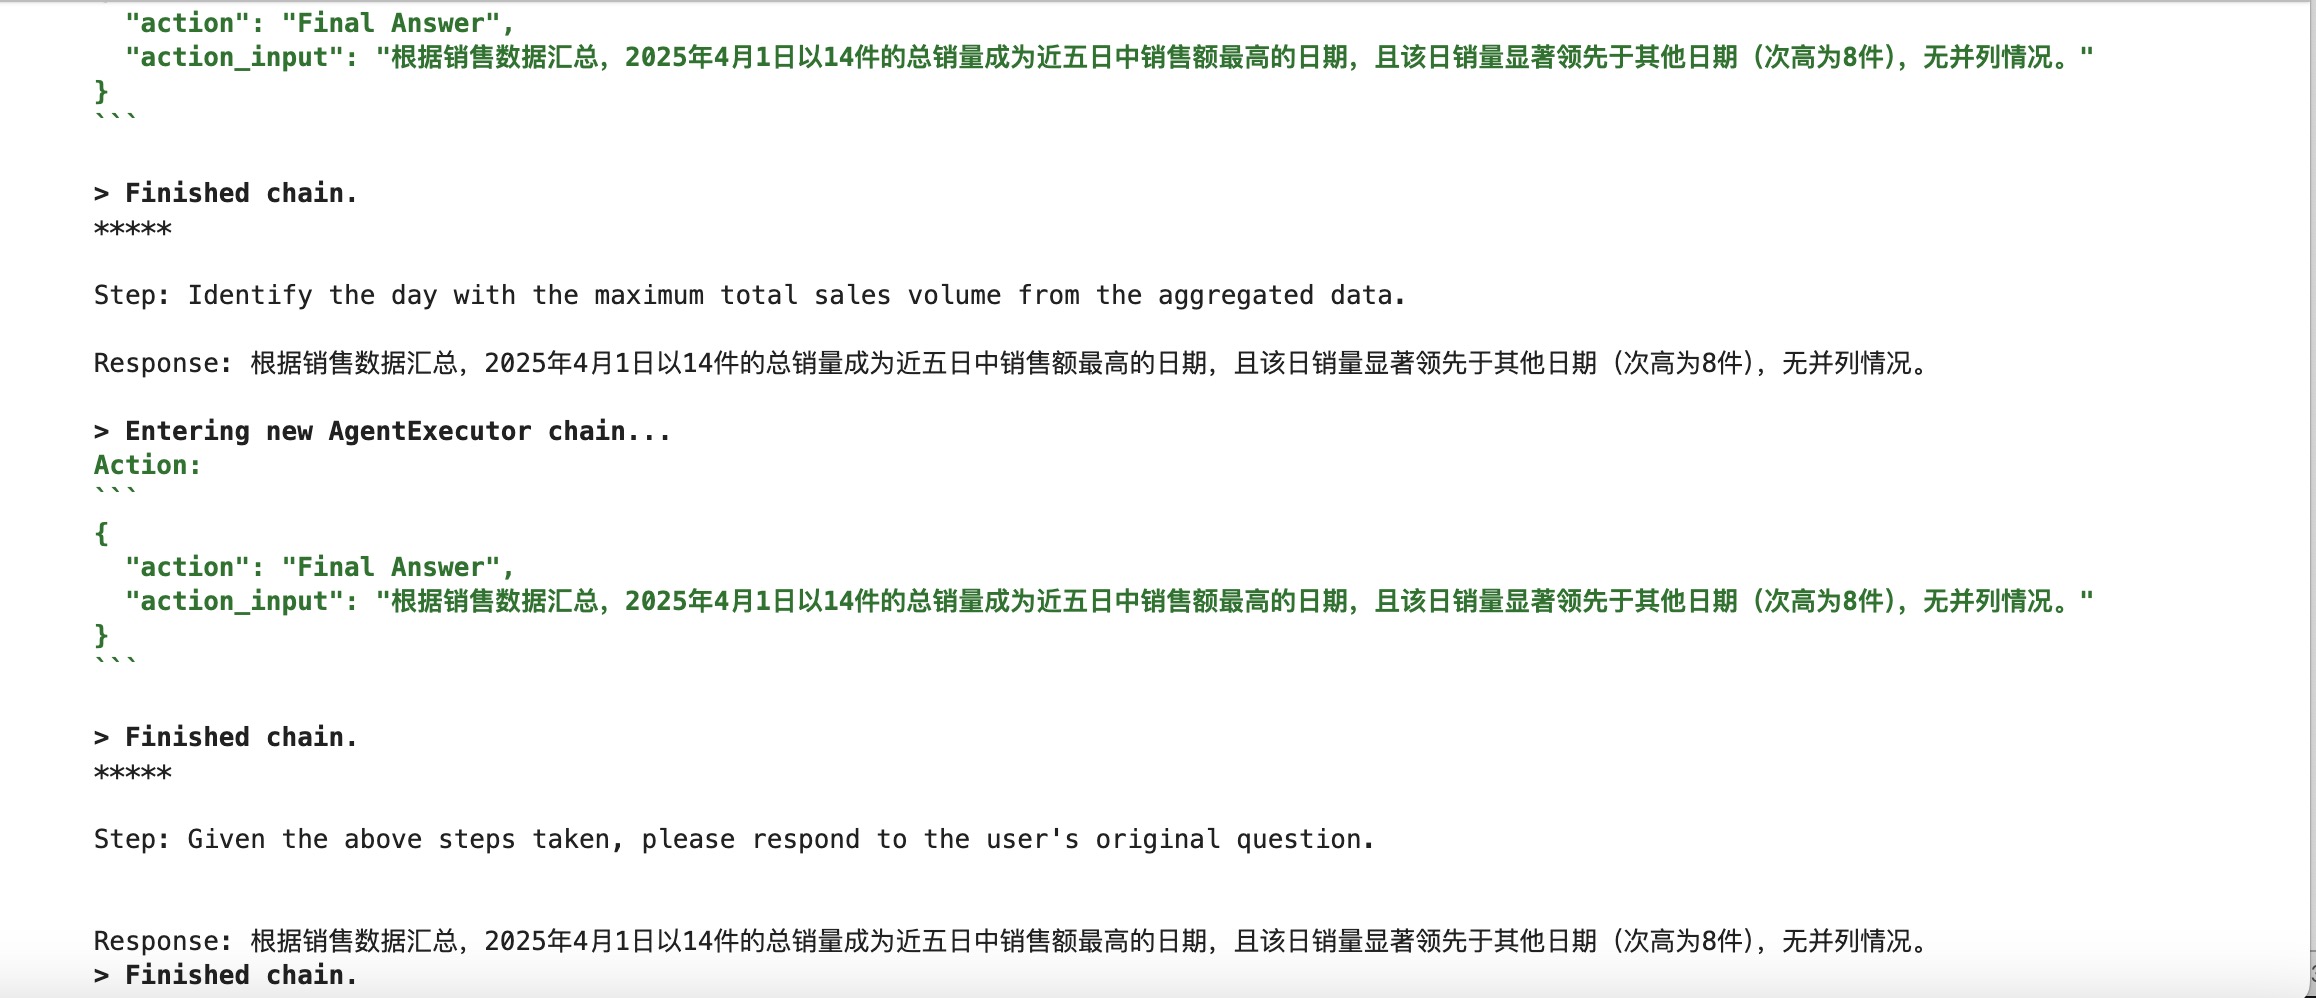 "action": "Final Answer",
"action_input": "根据销售数据汇总，2025年4月1日以14件的总销量成为近五日中销售额最高的日期，且该日销量显著领先于其他日期（次高为8件），无并列情况。"
}
```
> Finished chain.
*****
Step: Identify the day with the maximum total sales volume from the aggregated data.
Response: 根据销售数据汇总，2025年4月1日以14件的总销量成为近五日中销售额最高的日期，且该日销量显著领先于其他日期（次高为8件），无并列情况。
> Entering new AgentExecutor chain...
Action:
```
{
"action": "Final Answer",
"action_input": "根据销售数据汇总，2025年4月1日以14件的总销量成为近五日中销售额最高的日期，且该日销量显著领先于其他日期（次高为8件），无并列情况。"
}
```
> Finished chain.
*****
Step: Given the above steps taken, please respond to the user's original question.
Response: 根据销售数据汇总，2025年4月1日以14件的总销量成为近五日中销售额最高的日期，且该日销量显著领先于其他日期（次高为8件），无并列情况。
> Finished chain.